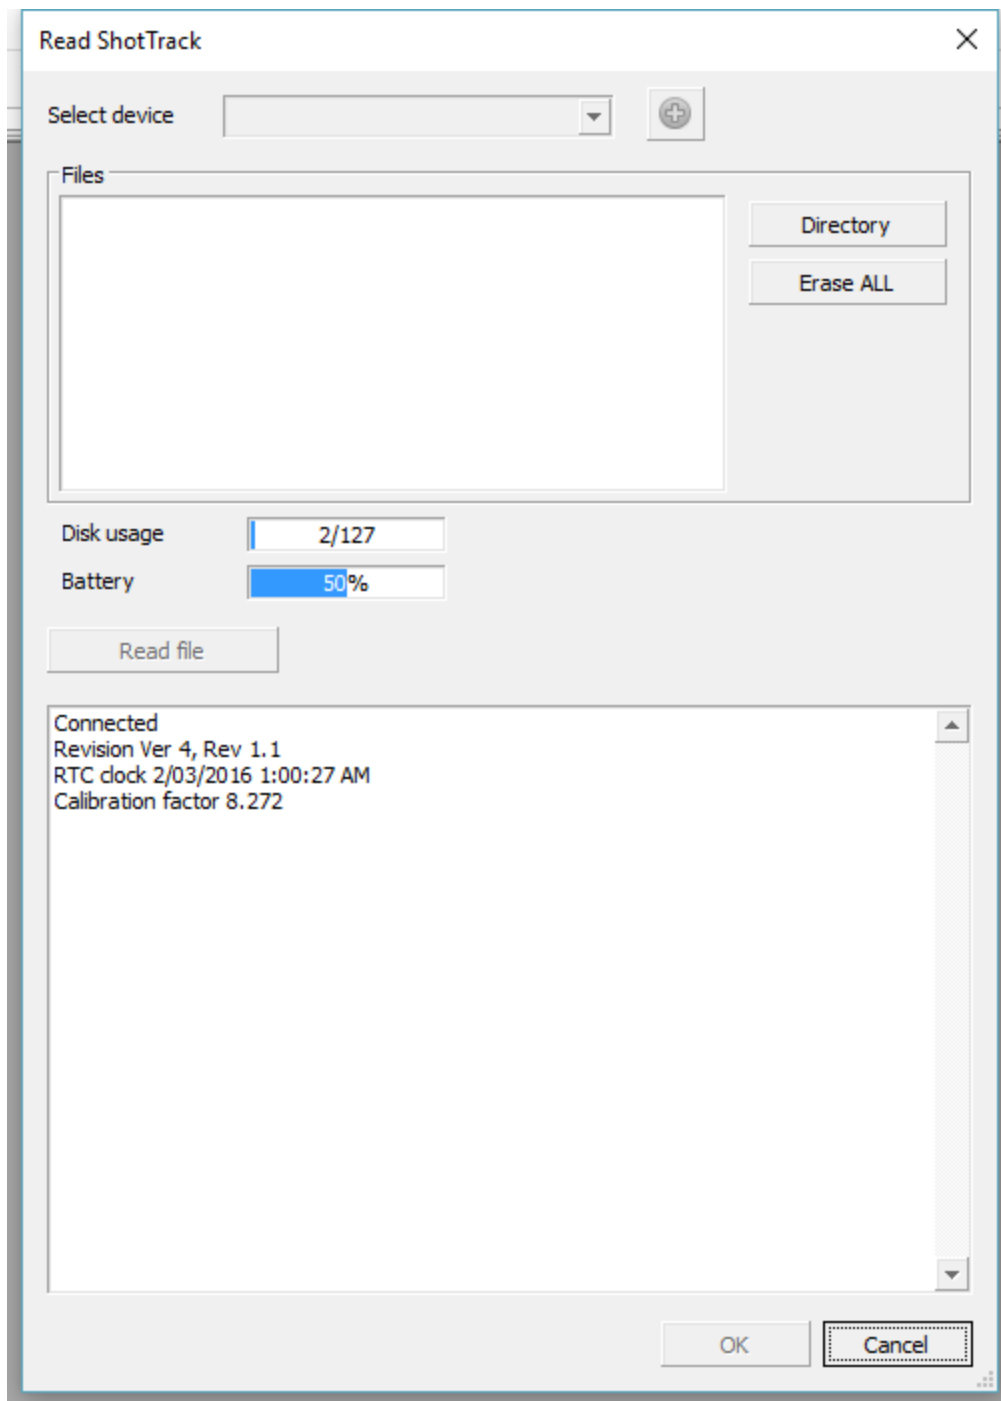 Read ShotTrack
Select device
Files
Directory
Erase ALL
Disk usage 2/127
Battery 50%
Read file
Connected
Revision Ver 4, Rev 1.1
RTC clock 2/03/2016 1:00:27 AM
Calibration factor 8.272
OK Cancel